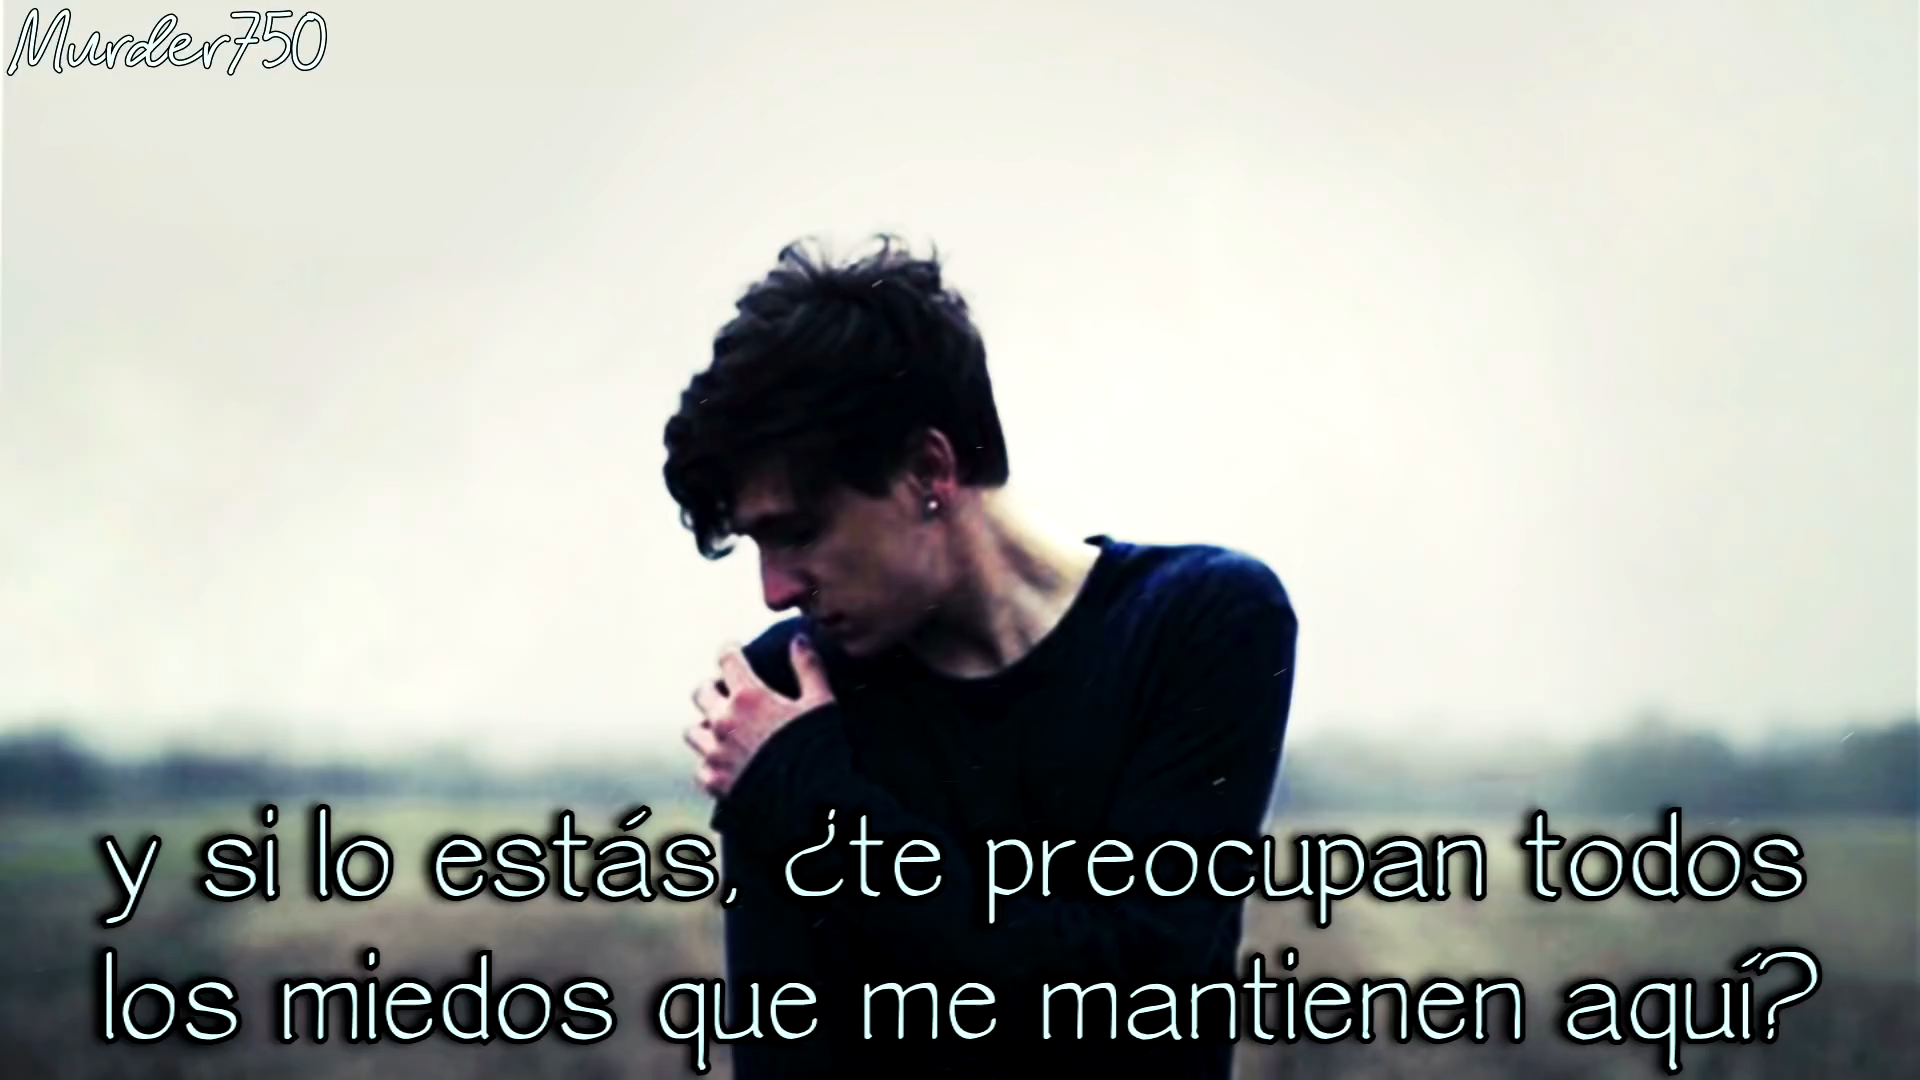 Murder750
y si lo estás, ¿te preocupan todos
los miedos que me mantienen aquí?